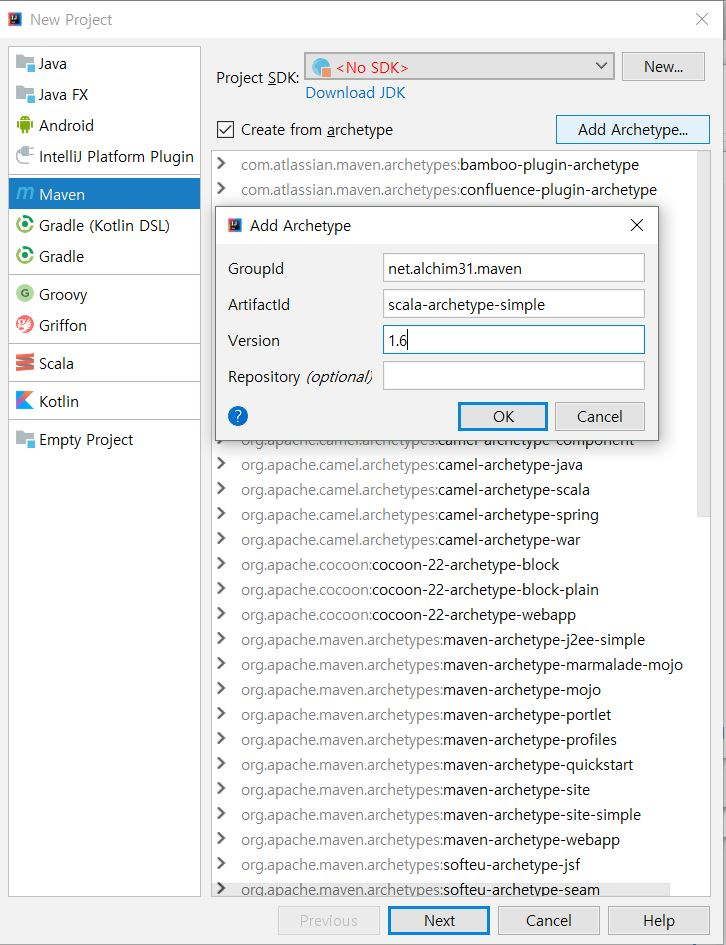 New Project
Java
Java FX
Android
IntelliJ Platform Plugin
Maven
Gradle (Kotlin DSL)
Gradle
Groovy
Griffon
Scala
Kotlin
Empty Project
Project SDK: <No SDK> New...
Download JDK
Create from archetype Add Archetype...
com.atlassian.maven.archetypes:bamboo-plugin-archetype
com.atlassian.maven.archetypes:confluence-plugin-archetype
Add Archetype
GroupId net.alchim31.maven
ArtifactId scala-archetype-simple
Version 1.6
Repository (optional)
? OK Cancel
org.apache.camel.archetypes:camel-archetype-component
org.apache.camel.archetypes:camel-archetype-java
org.apache.camel.archetypes:camel-archetype-scala
org.apache.camel.archetypes:camel-archetype-spring
org.apache.camel.archetypes:camel-archetype-war
org.apache.cocoon:cocoon-22-archetype-block
org.apache.cocoon:cocoon-22-archetype-block-plain
org.apache.cocoon:cocoon-22-archetype-webapp
org.apache.maven.archetypes:maven-archetype-j2ee-simple
org.apache.maven.archetypes:maven-archetype-marmalade-mojo
org.apache.maven.archetypes:maven-archetype-mojo
org.apache.maven.archetypes:maven-archetype-portlet
org.apache.maven.archetypes:maven-archetype-profiles
org.apache.maven.archetypes:maven-archetype-quickstart
org.apache.maven.archetypes:maven-archetype-site
org.apache.maven.archetypes:maven-archetype-site-simple
org.apache.maven.archetypes:maven-archetype-webapp
org.apache.maven.archetypes:softeu-archetype-jsf
org.apache.maven.archetypes:softeu-archetype-seam
Previous Next Cancel Help